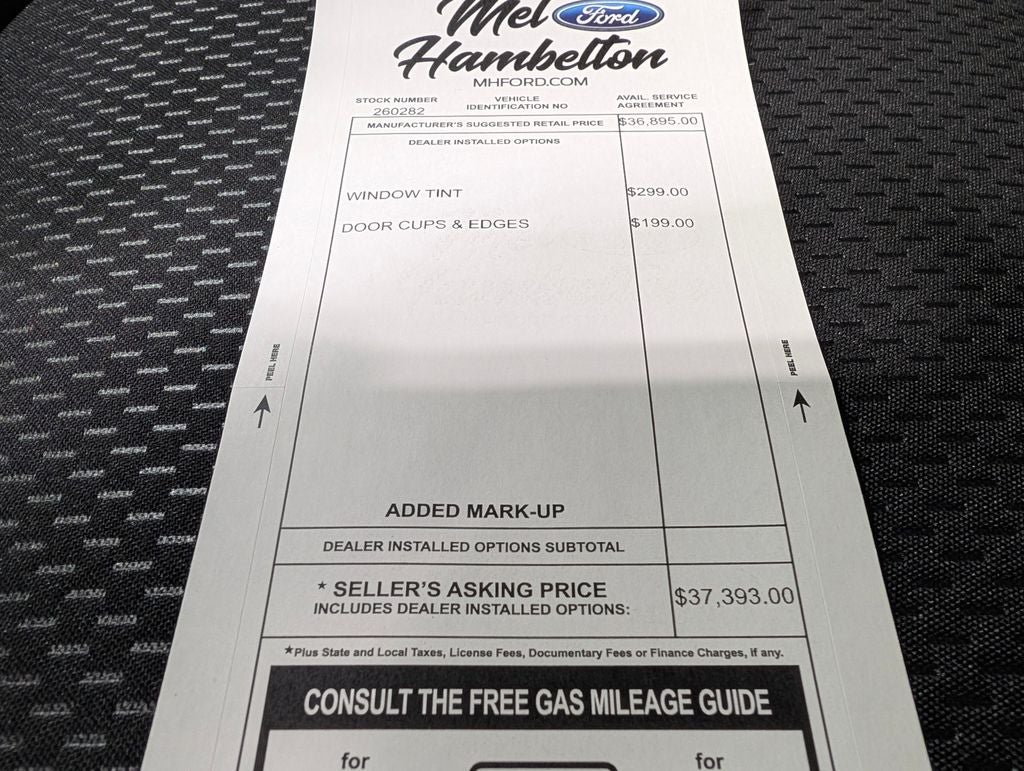 Mel Ford
Hambelton
MHFORD.COM
STOCK NUMBER
260282
VEHICLE
IDENTIFICATION NO
AVAIL. SERVICE
AGREEMENT
MANUFACTURER'S SUGGESTED RETAIL PRICE $36,895.00
DEALER INSTALLED OPTIONS
WINDOW TINT $299.00
DOOR CUPS & EDGES $199.00
PEEL HERE
PEEL HERE
ADDED MARK-UP
DEALER INSTALLED OPTIONS SUBTOTAL
* SELLER'S ASKING PRICE
INCLUDES DEALER INSTALLED OPTIONS:
$37,393.00
*Plus State and Local Taxes, License Fees, Documentary Fees or Finance Charges, if any.
CONSULT THE FREE GAS MILEAGE GUIDE
for for